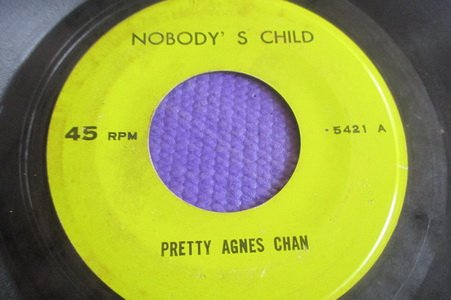 NOBODY' S CHILD
45 RPM
· 5421 A
PRETTY AGNES CHAN